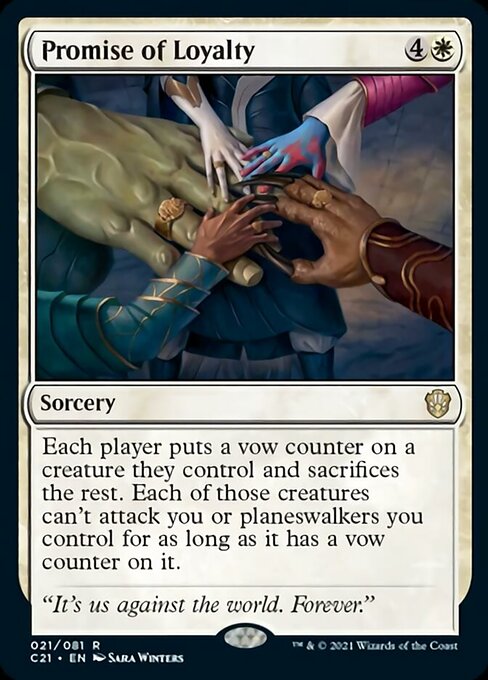 Promise of Loyalty 4
Sorcery
Each player puts a vow counter on a
creature they control and sacrifices
the rest. Each of those creatures
can't attack you or planeswalkers you
control for as long as it has a vow
counter on it.
“It's us against the world. Forever.”
021/081 R
C21 • EN Sara Winters
™ & © 2021 Wizards of the Coast